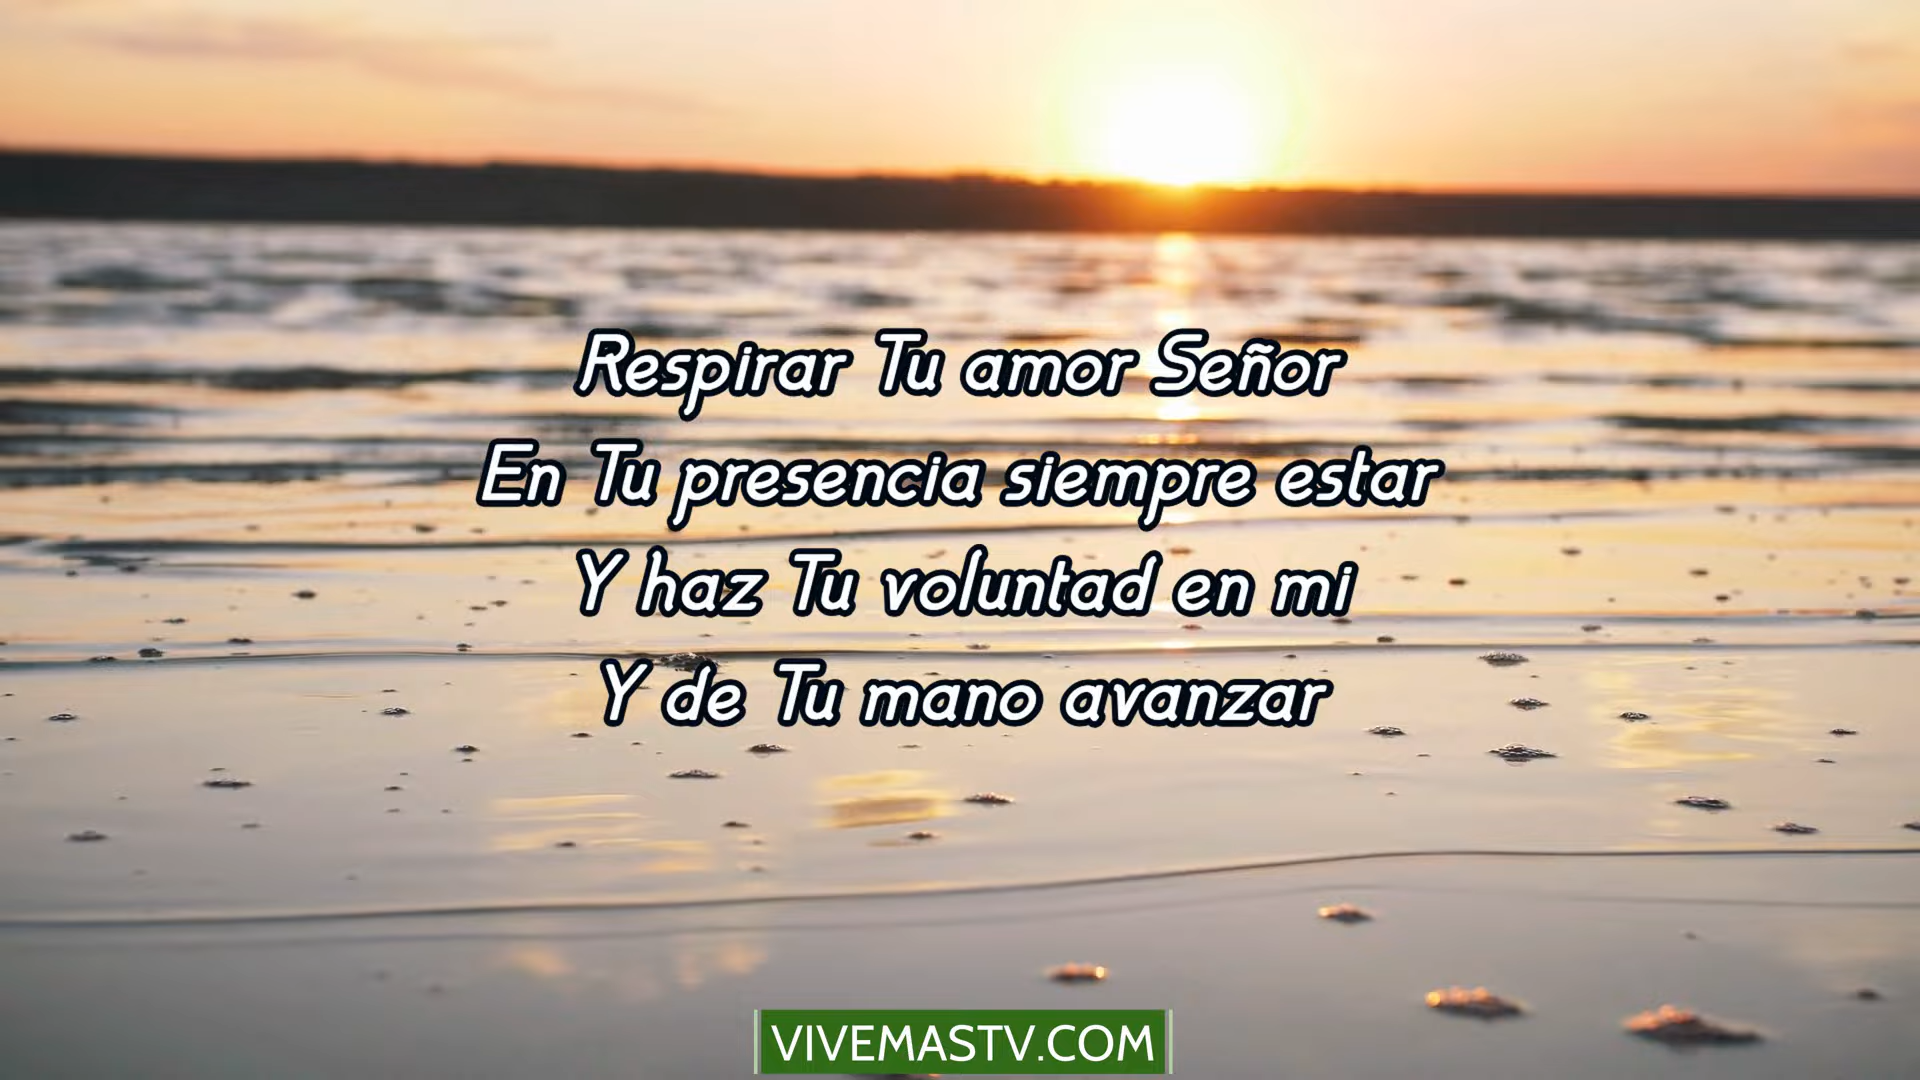 Respirar Tu amor Señor
En Tu presencia siempre estar
Y haz Tu voluntad en mi
Y de Tu mano avanzar
VIVEMASTV.COM